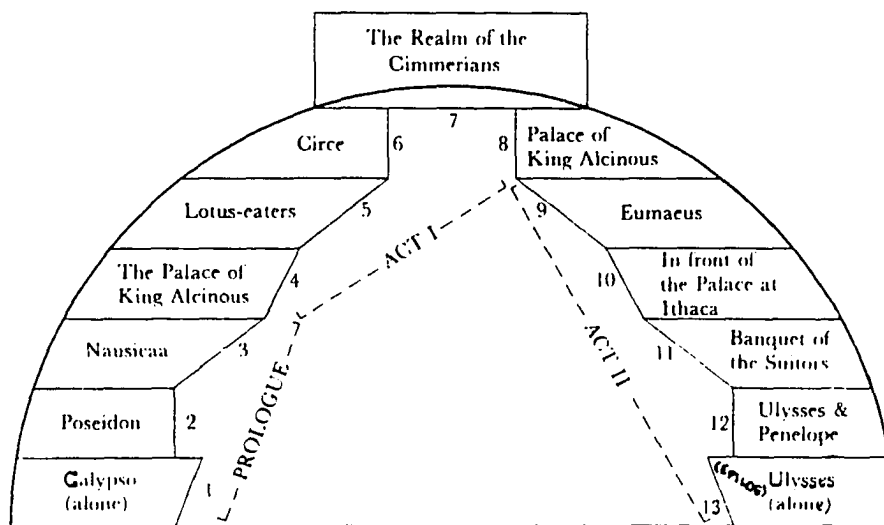 The Realm of the
Cimmerians
7
Circe
6
8
Palace of
King Alcinous
Lotus-eaters
5
9
Eumaeus
ACT I
The Palace of
King Alcinous
4
10
In front of
the Palace at
Ithaca
Nausicaa
3
11
Banquet of
the Suitors
PROLOGUE
ACT II
Poseidon
2
12
Ulysses &
Penelope
Calypso
(alone)
1
13
(EPILOG)
Ulysses
(alone)